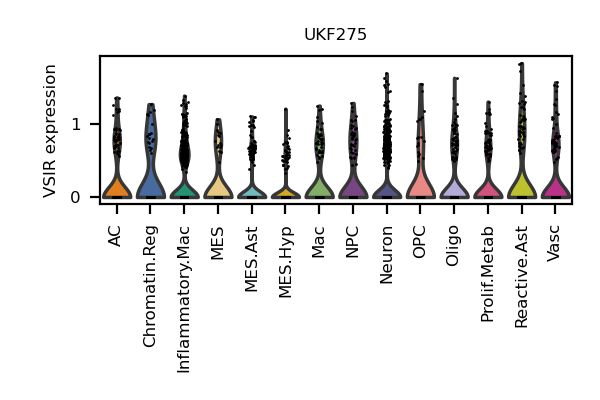 UKF275
VSIR expression
1
0
AC
Chromatin.Reg
Inflammatory.Mac
MES
MES.Ast
MES.Hyp
Mac
NPC
Neuron
OPC
Oligo
Prolif.Metab
Reactive.Ast
Vasc